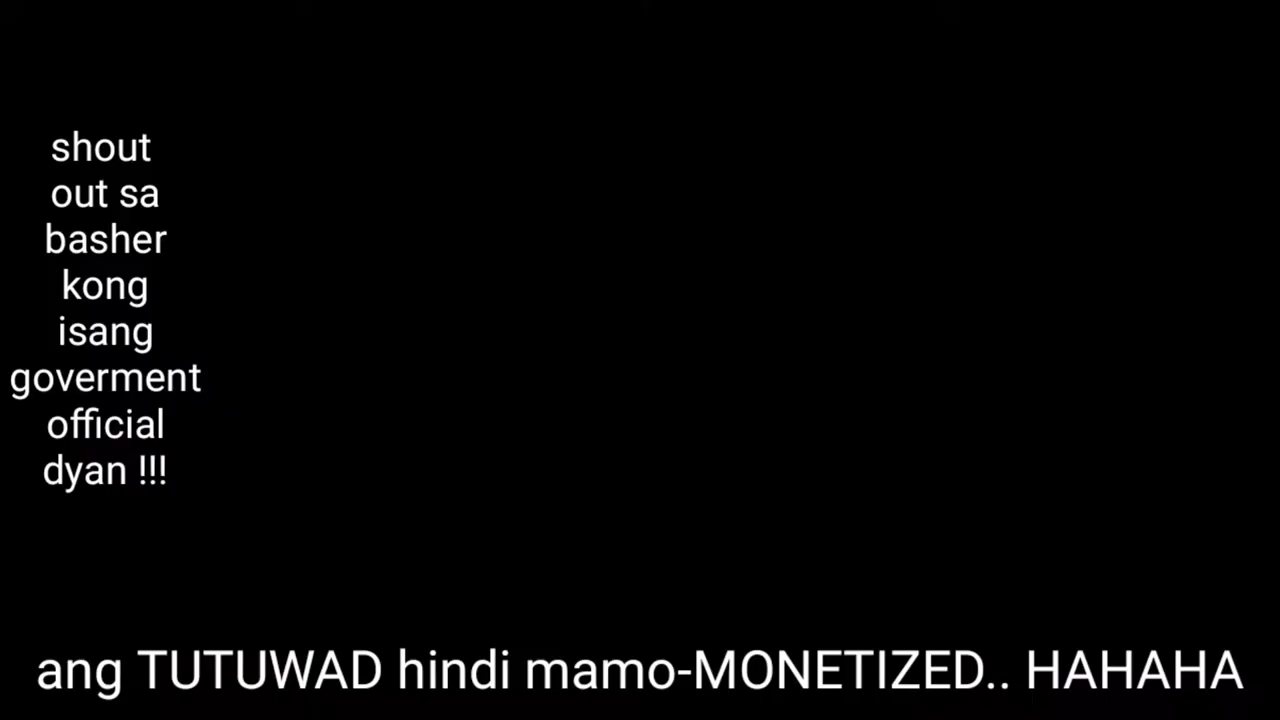 shout
out sa
basher
kong
isang
goverment
official
dyan !!!
ang TUTUWAD hindi mamo-MONETIZED.. HAHAHA